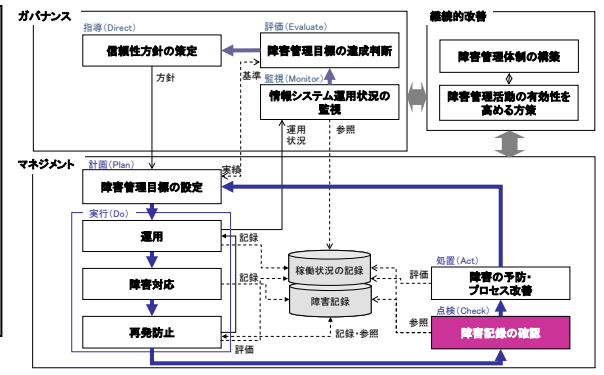 ガバナンス
指導(Direct)
信頼性方針の策定
評価(Evaluate)
障害管理目標の達成判断
監視(Monitor)
情報システム運用状況の
監視
方針
基準
運用
状況
参照
実績
継続的改善
障害管理体制の構築
障害管理活動の有効性を
高める方策
マネジメント
計画(Plan)
障害管理目標の設定
実行(Do)
運用
記録
障害対応
記録
再発防止
評価
記録・参照
稼働状況の記録
障害記録
処置(Act)
評価
障害の予防・
プロセス改善
点検(Check)
参照
障害記録の確認